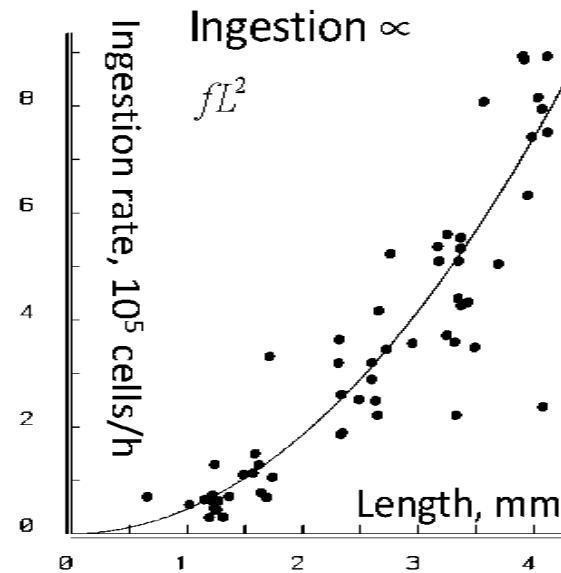 Ingestion ∝
fL²
Ingestion rate, 10⁵ cells/h
8
6
4
2
0
Length, mm
0 1 2 3 4